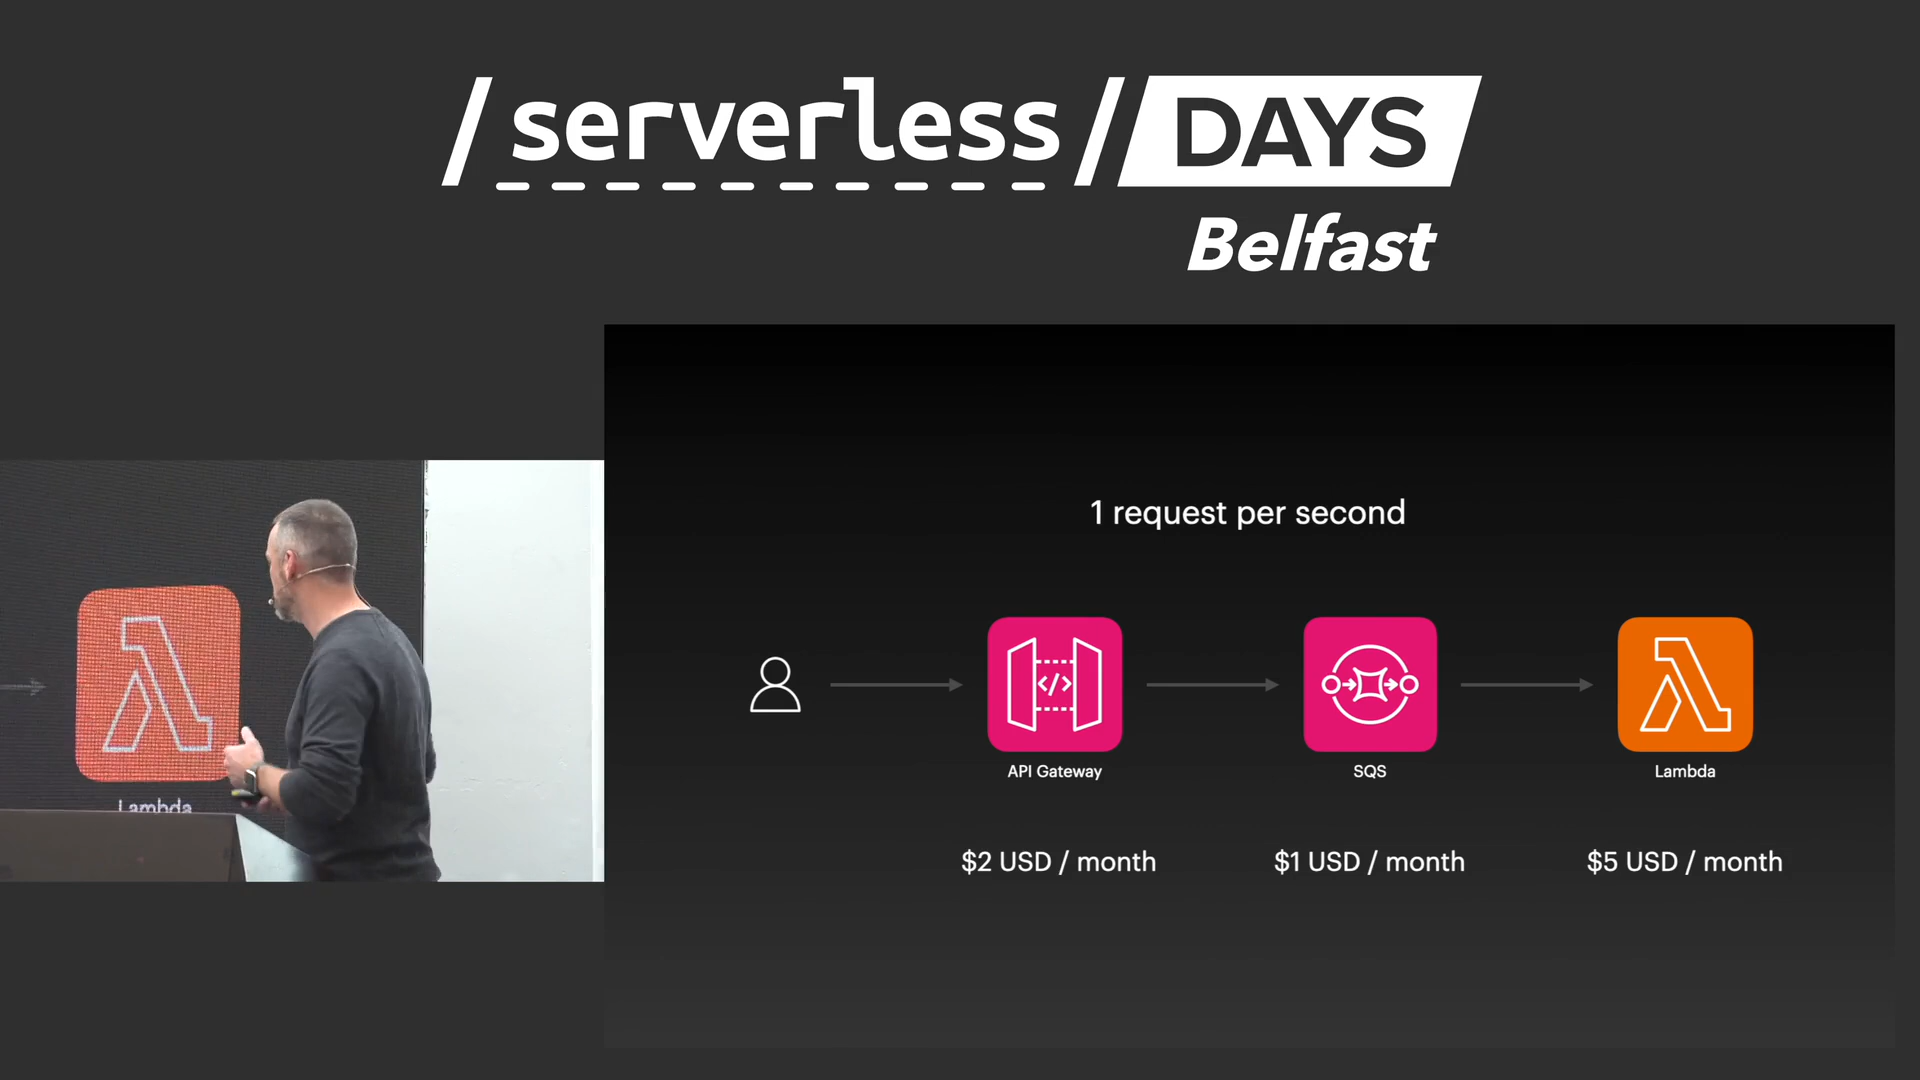 /serverless/DAYS
Belfast
1 request per second
API Gateway
SQS
Lambda
$2 USD / month
$1 USD / month
$5 USD / month
Lambda